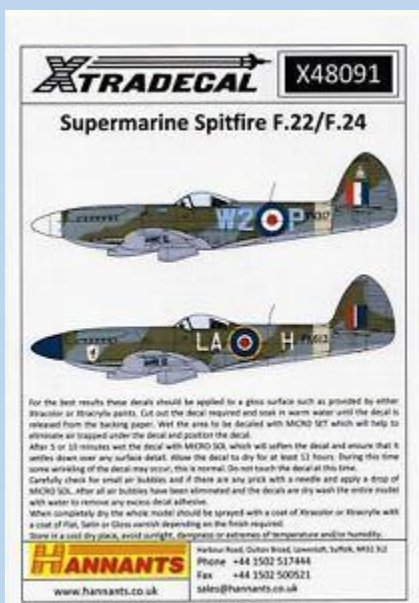 XTRADECAL
X48091
Supermarine Spitfire F.22/F.24
W2 P
LA H
For the best results these decals should be applied to a gloss surface such as provided by either
Xtracolor or Xtracrylix paints. Cut out the decal required and soak in warm water until the decal is
released from the backing paper. Wet the area to be decaled with MICRO SET which will help to
eliminate air trapped under the decal and position the decal.
After 5 or 10 minutes wet the decal with MICRO SOL which will soften the decal and ensure that it
settles down over any surface detail. Allow the decal to dry for at least 12 hours. During this time
some wrinkling of the decal may occur, this is normal. Do not touch the decal at this time.
Carefully check for small air bubbles and if there are any prick with a needle and apply a drop of
MICRO SOL. After all air bubbles have been eliminated and the decals are dry wash the entire model
with water to remove any excess decal adhesive.
When completely dry the whole model should be sprayed with a coat of Xtracolor or Xtracrylix with
a coat of Flat, Satin or Gloss varnish depending on the finish required.
Store in a cool dry place, avoid sunlight, dampness or extremes of temperature and/or humidity.
HANNANTS
www.hannants.co.uk
Harbour Road, Oulton Broad, Lowestoft, Suffolk, NR32 3LZ
Phone +44 1502 517444
Fax +44 1502 500521
sales@hannants.co.uk